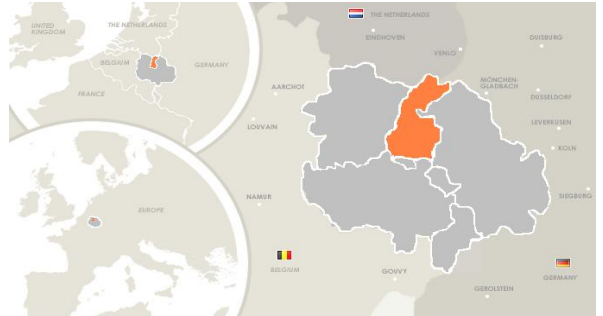 UNITED
KINGDOM
THE NETHERLANDS
BELGIUM
GERMANY
FRANCE
EUROPE
THE NETHERLANDS
EINDHOVEN
VENLO
DUISBURG
AARCHOT
MÖNCHEN-
GLADBACH
DUSSELDORF
LOUVAIN
LEVERKUSEN
KOLN
NAMUR
SIEGBURG
BELGIUM
GOUVY
GERMANY
GEROLSTEIN